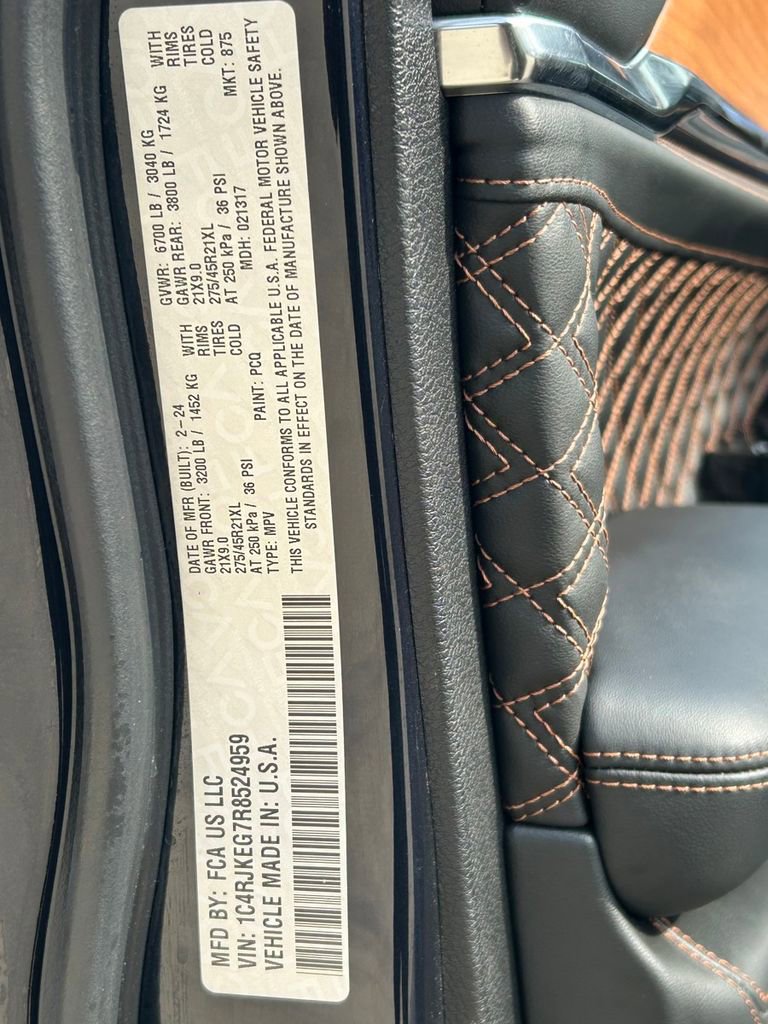 MFD BY: FCA US LLC
VIN: 1C4RJKEG7R8524959
VEHICLE MADE IN: U.S.A.
DATE OF MFR (BUILT): 2-24
GAWR FRONT: 3200 LB / 1452 KG WITH
21X9.0 RIMS
275/45R21XL TIRES
AT 250 kPa / 36 PSI COLD
TYPE: MPV PAINT: PCQ
GVWR: 6700 LB / 3040 KG
GAWR REAR: 3800 LB / 1724 KG WITH
21X9.0 RIMS
275/45R21XL TIRES
AT 250 kPa / 36 PSI COLD
MDH: 021317 MKT: 875
THIS VEHICLE CONFORMS TO ALL APPLICABLE U.S.A. FEDERAL MOTOR VEHICLE SAFETY
STANDARDS IN EFFECT ON THE DATE OF MANUFACTURE SHOWN ABOVE.